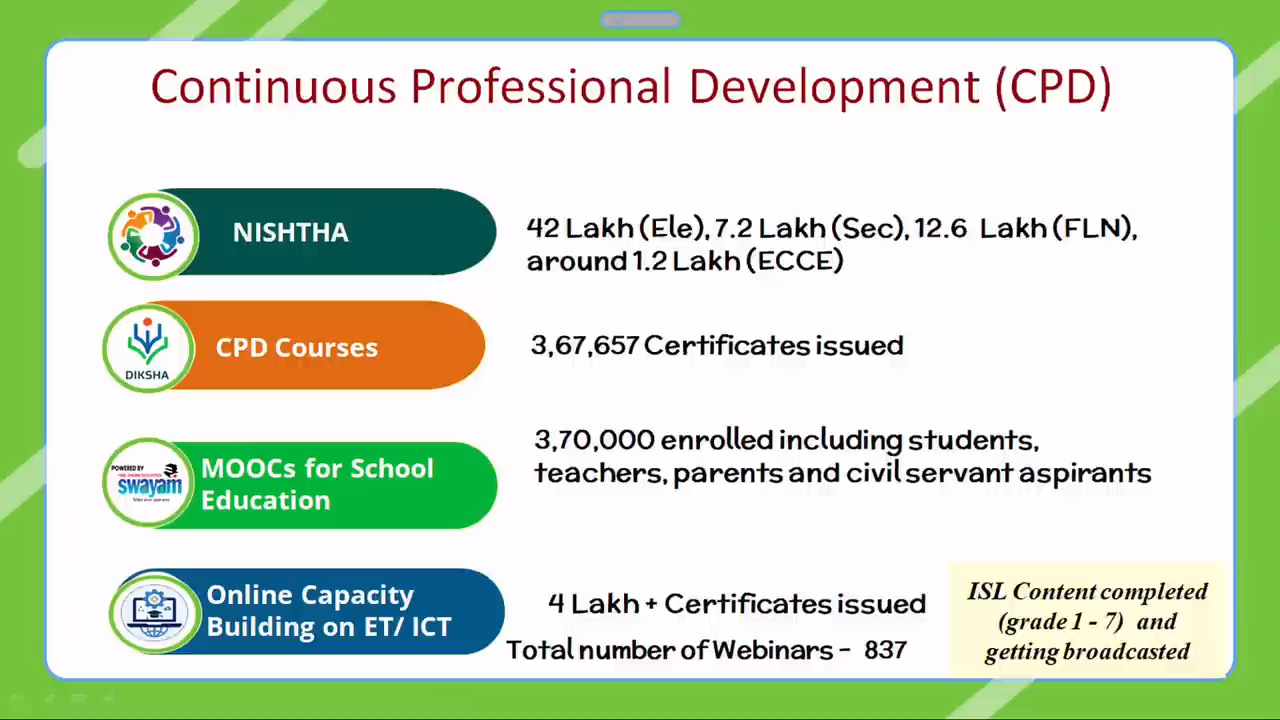 Continuous Professional Development (CPD)
NISHTHA
42 Lakh (Ele), 7.2 Lakh (Sec), 12.6 Lakh (FLN),
around 1.2 Lakh (ECCE)
DIKSHA
CPD Courses
3,67,657 Certificates issued
POWERED BY
swayam
MOOCs for School
Education
3,70,000 enrolled including students,
teachers, parents and civil servant aspirants
Online Capacity
Building on ET/ ICT
4 Lakh + Certificates issued
Total number of Webinars - 837
ISL Content completed
(grade 1 - 7) and
getting broadcasted